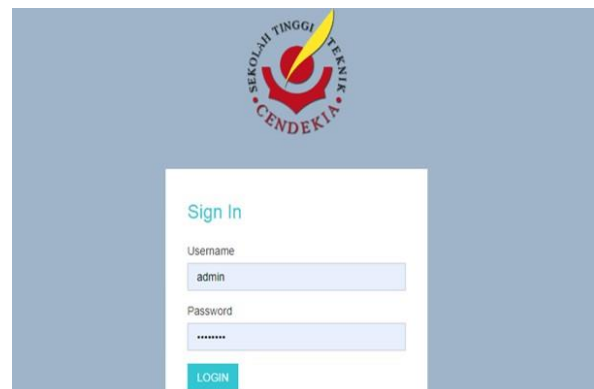 SEKOLAH TINGGI TEKNIK
CENDEKIA
Sign In
Username
admin
Password
••••••••
LOGIN